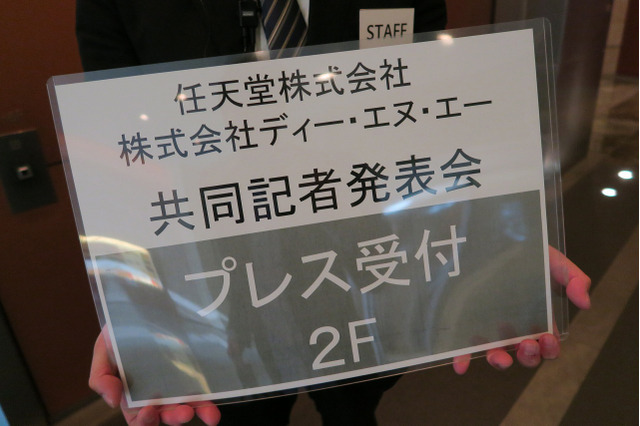 STAFF
任天堂株式会社
株式会社ディー・エヌ・エー
共同記者発表会
プレス受付
2F